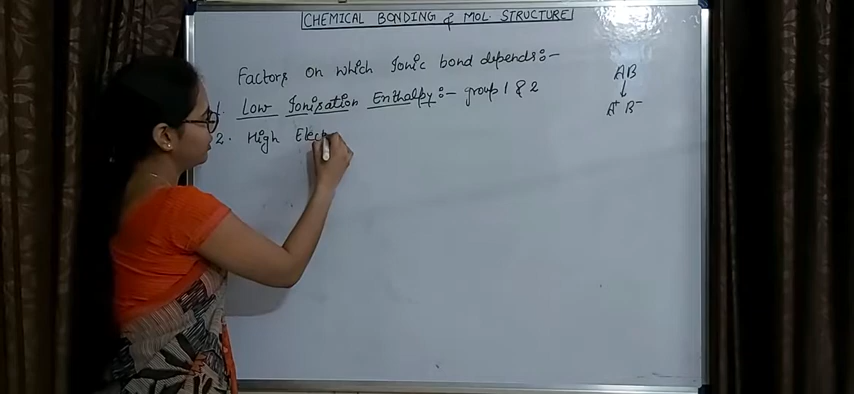 CHEMICAL BONDING & MOL. STRUCTURE
Factors on which Ionic bond depends:-
1. Low Ionisation Enthalpy:- group 1 & 2
2. High Elect
AB
↓
A+ B-